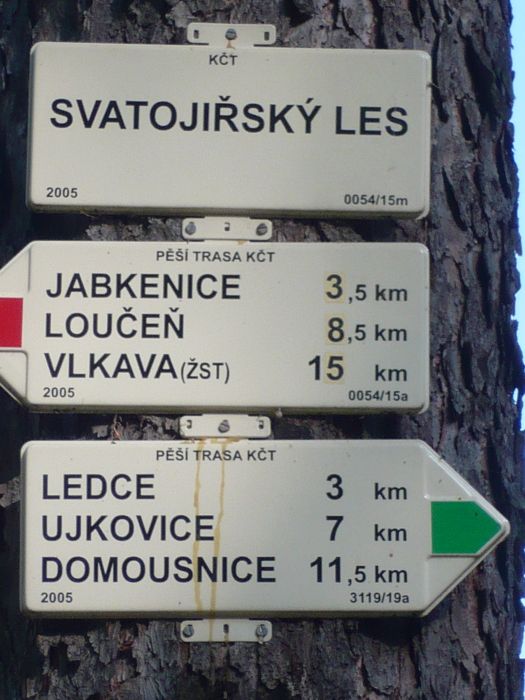 KČT
SVATOJIŘSKÝ LES
2005 0054/15m
PĚŠÍ TRASA KČT
JABKENICE 3,5 km
LOUČEŇ 8,5 km
VLKAVA(ŽST) 15 km
2005 0054/15a
PĚŠÍ TRASA KČT
LEDCE 3 km
UJKOVICE 7 km
DOMOUSNICE 11,5 km
2005 3119/19a